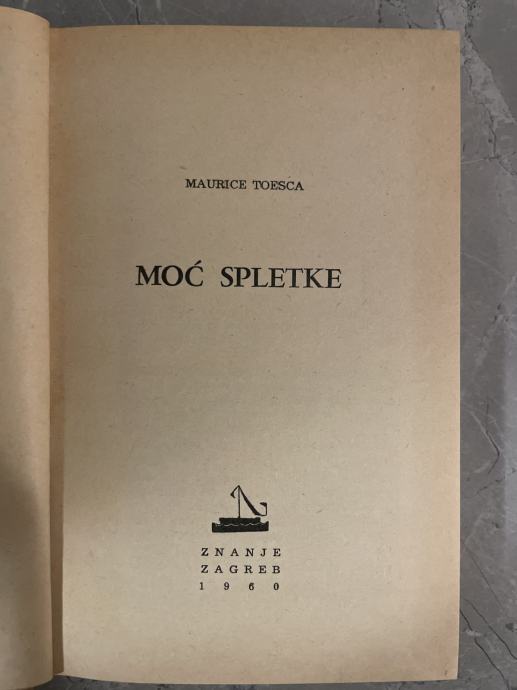 MAURICE TOESCA
MOĆ SPLETKE
ZNANJE
ZAGREB
1960